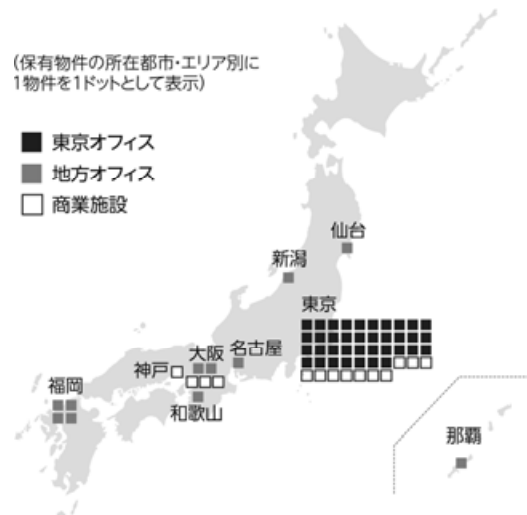 (保有物件の所在都市・エリア別に
1物件を1ドットとして表示)
東京オフィス
地方オフィス
商業施設
仙台
新潟
東京
名古屋
大阪
神戸
和歌山
福岡
那覇